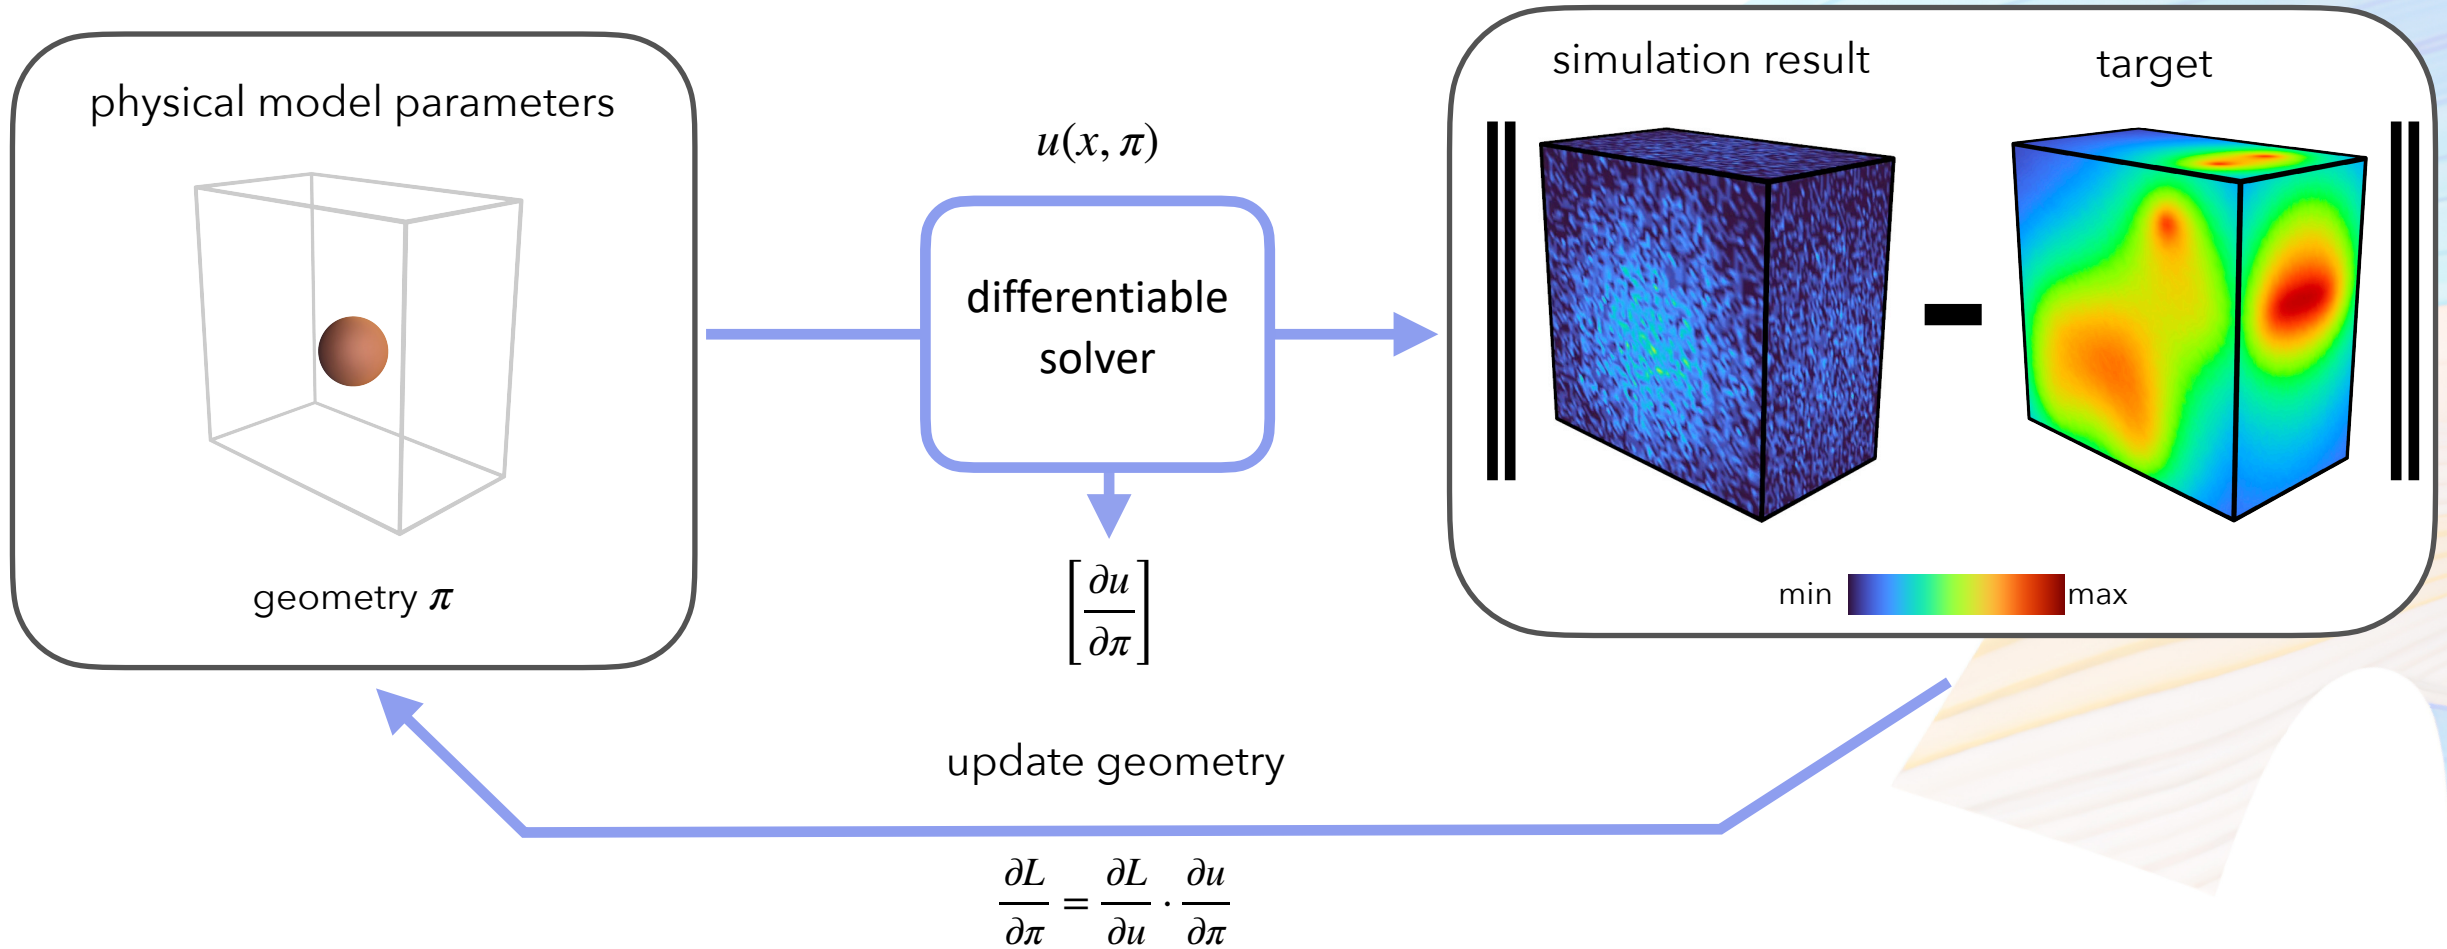 physical model parameters
geometry π
u(x, π)
differentiable
solver
[∂u/∂π]
simulation result
target
min
max
update geometry
∂L/∂π = ∂L/∂u · ∂u/∂π